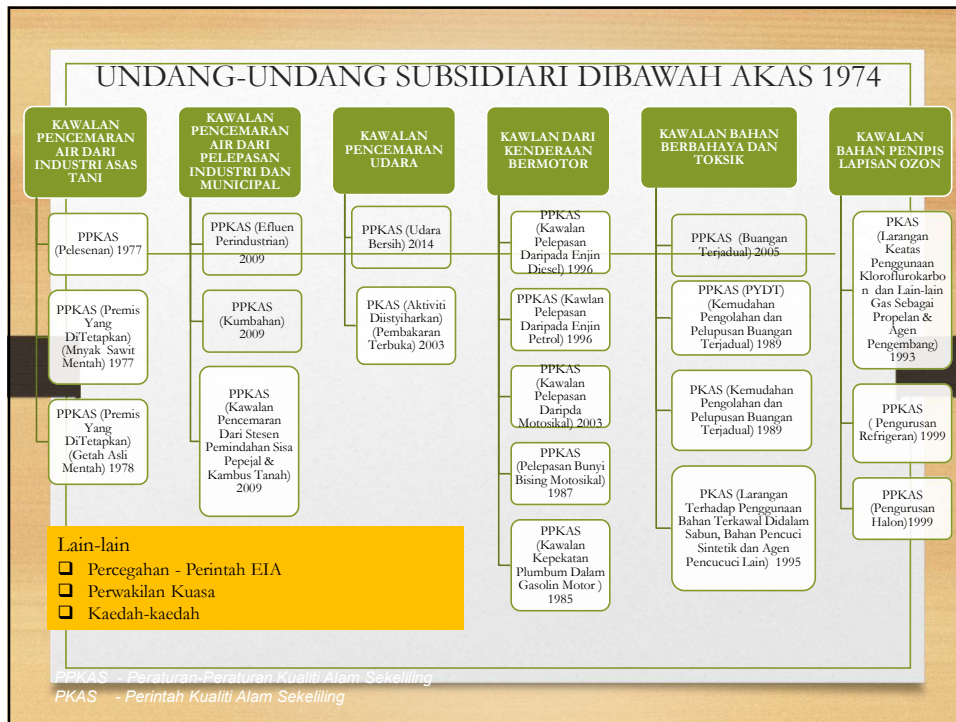 UNDANG-UNDANG SUBSIDIARI DIBAWAH AKAS 1974
KAWALAN
PENCEMARAN
AIR DARI
INDUSTRI ASAS
TANI
PPKAS
(Pelesenan) 1977
PPKAS (Premis
Yang
DiTetapkan)
(Mnyak Sawit
Mentah) 1977
PPKAS (Premis
Yang
DiTetapkan)
(Getah Asli
Mentah) 1978
KAWALAN
PENCEMARAN
AIR DARI
PELEPASAN
INDUSTRI DAN
MUNICIPAL
PPKAS (Efluen
Perindustrian)
2009
PPKAS
(Kumbahan)
2009
PPKAS
(Kawalan
Pencemaran
Dari Stesen
Pemindahan Sisa
Pepejal &
Kambus Tanah)
2009
KAWALAN
PENCEMARAN
UDARA
PPKAS (Udara
Bersih) 2014
PKAS (Aktiviti
Diistyiharkan)
(Pembakaran
Terbuka) 2003
KAWLAN DARI
KENDERAAN
BERMOTOR
PPKAS
(Kawalan
Pelepasan
Daripada Enjin
Diesel) 1996
PPKAS (Kawlan
Pelepasan
Daripada Enjin
Petrol) 1996
PPKAS
(Kawalan
Pelepasan
Daripda
Motosikal) 2003
PPKAS
(Pelepasan Bunyi
Bising Motosikal)
1987
PPKAS
(Kawalan
Kepekatan
Plumbum Dalam
Gasolin Motor )
1985
KAWALAN BAHAN
BERBAHAYA DAN
TOKSIK
PPKAS (Buangan
Terjadual) 2005
PPKAS (PYDT)
(Kemudahan
Pengolahan dan
Pelupusan Buangan
Terjadual) 1989
PKAS (Kemudahan
Pengolahan dan
Pelupusan Buangan
Terjadual) 1989
PKAS (Larangan
Terhadap Penggunaan
Bahan Terkawal Didalam
Sabun, Bahan Pencuci
Sintetik dan Agen
Pencucuci Lain) 1995
KAWALAN
BAHAN PENIPIS
LAPISAN OZON
PKAS
(Larangan
Keatas
Penggunaan
Kloroflurokarbo
n dan Lain-lain
Gas Sebagai
Propelan &
Agen
Pengembang)
1993
PPKAS
( Pengurusan
Refrigeran) 1999
PPKAS
(Pengurusan
Halon)1999
Lain-lain
Percegahan - Perintah EIA
Perwakilan Kuasa
Kaedah-kaedah
PPKAS - Peraturan-Peraturan Kualiti Alam Sekeliling
PKAS - Perintah Kualiti Alam Sekeliling